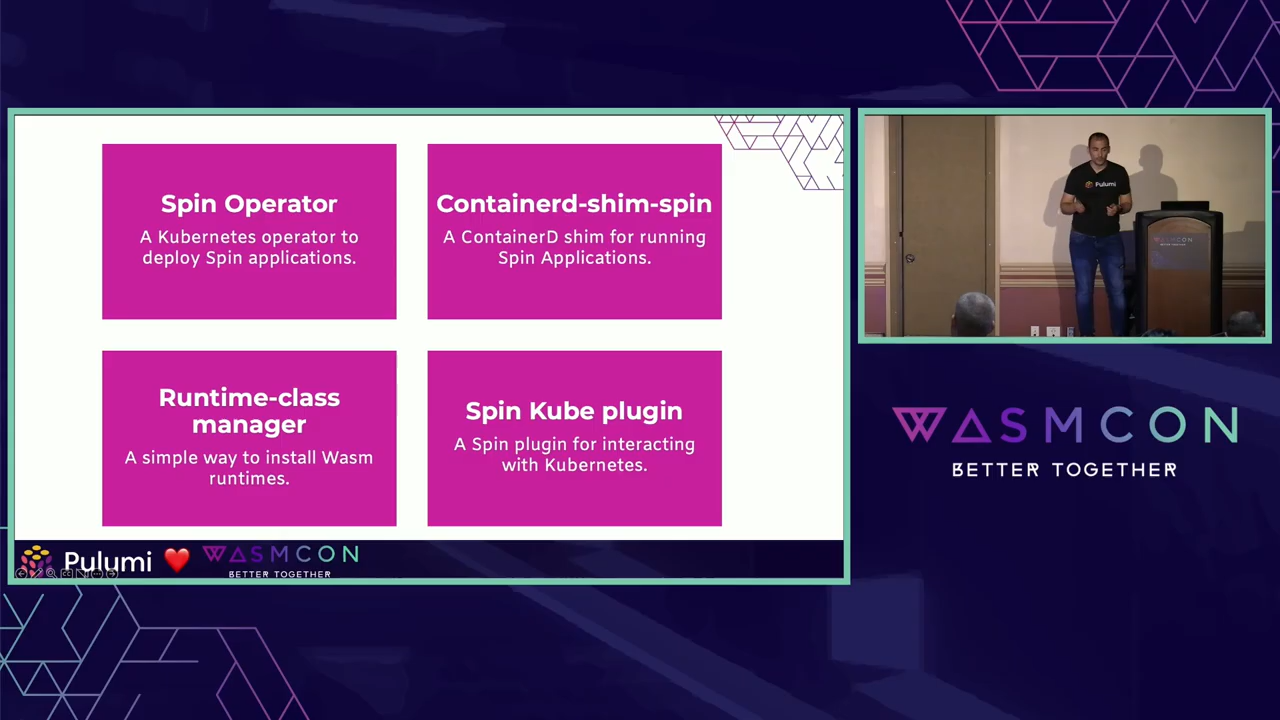 Spin Operator
A Kubernetes operator to
deploy Spin applications.
Containerd-shim-spin
A ContainerD shim for running
Spin Applications.
Runtime-class
manager
A simple way to install Wasm
runtimes.
Spin Kube plugin
A Spin plugin for interacting
with Kubernetes.
Pulumi
WASMCON
BETTER TOGETHER
Pulumi
WASMCON
WASMCON
BETTER TOGETHER